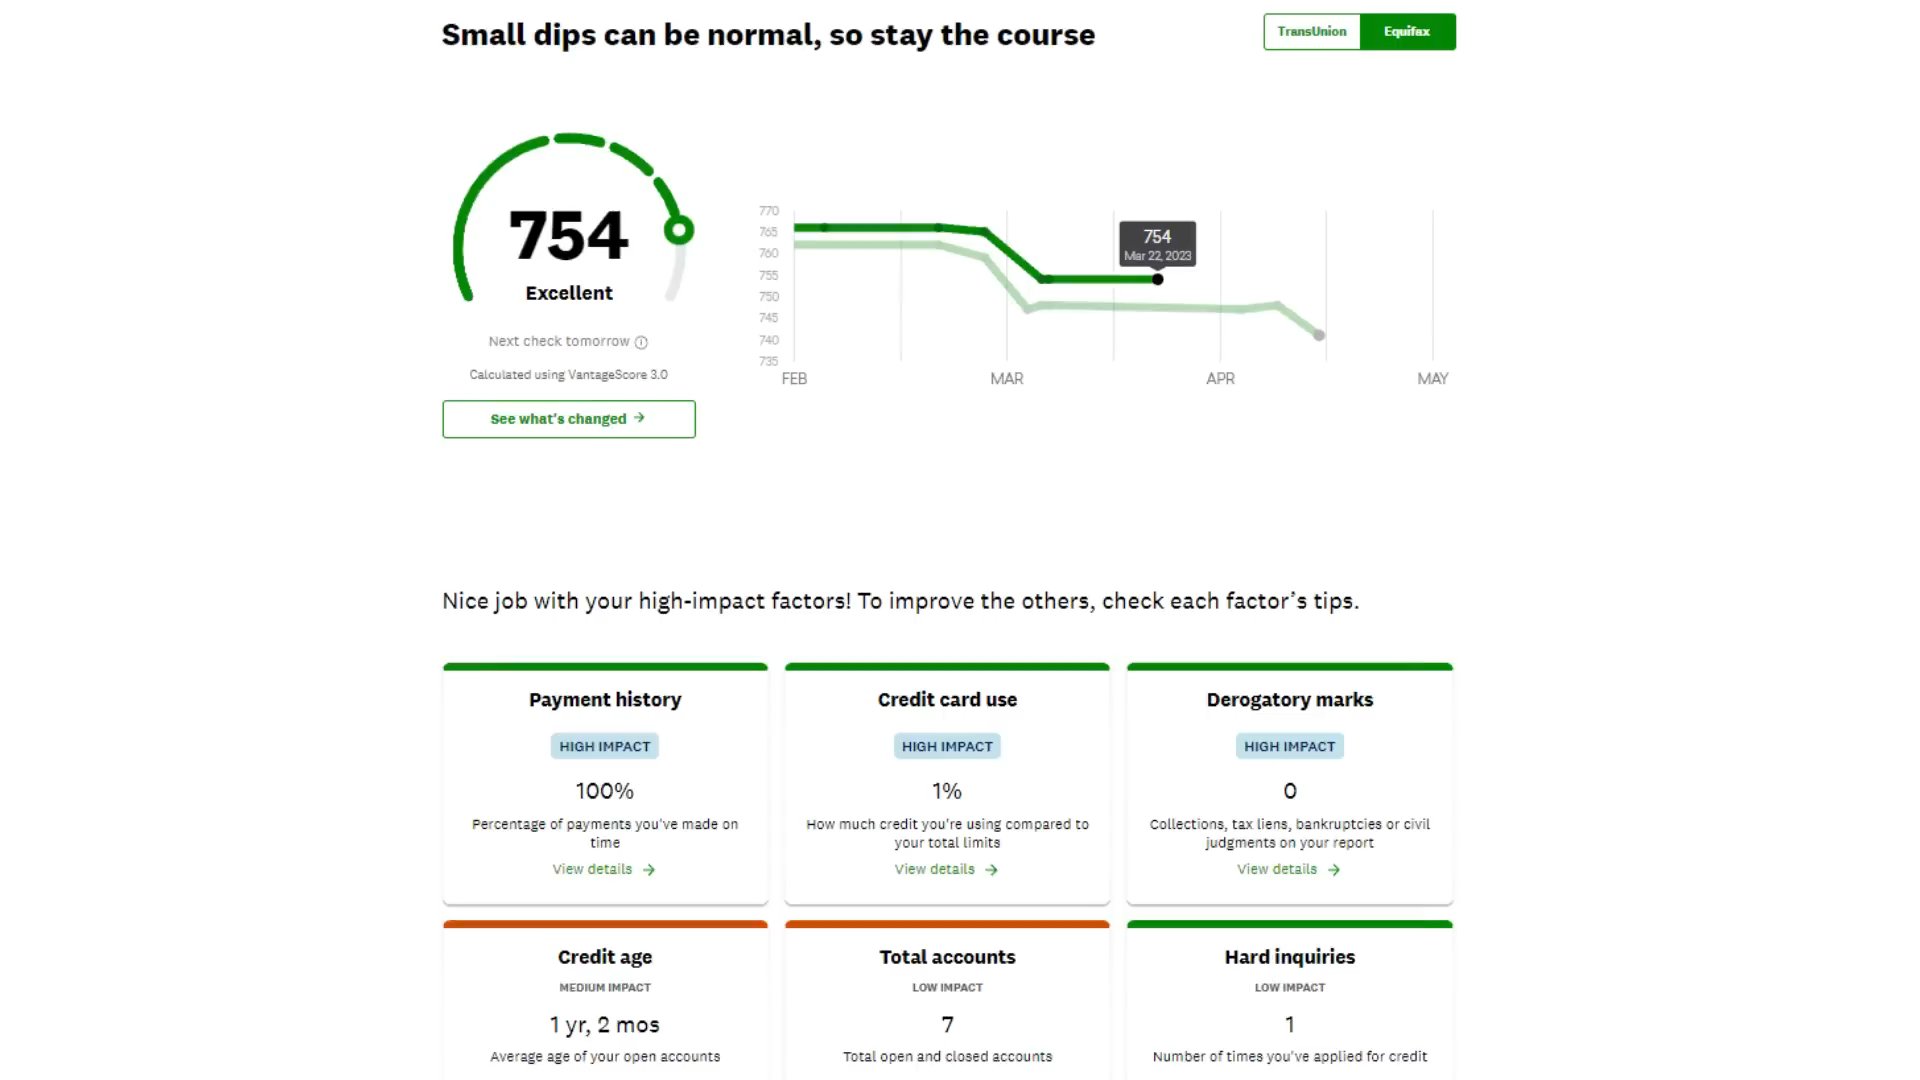 Small dips can be normal, so stay the course
TransUnion
Equifax
754
Excellent
Next check tomorrow
Calculated using VantageScore 3.0
See what's changed →
770
765
760
755
750
745
740
735
754
Mar 22, 2023
FEB
MAR
APR
MAY
Nice job with your high-impact factors! To improve the others, check each factor's tips.
Payment history
HIGH IMPACT
100%
Percentage of payments you've made on
time
View details →
Credit card use
HIGH IMPACT
1%
How much credit you're using compared to
your total limits
View details →
Derogatory marks
HIGH IMPACT
0
Collections, tax liens, bankruptcies or civil
judgments on your report
View details →
Credit age
MEDIUM IMPACT
1 yr, 2 mos
Average age of your open accounts
Total accounts
LOW IMPACT
7
Total open and closed accounts
Hard inquiries
LOW IMPACT
1
Number of times you've applied for credit